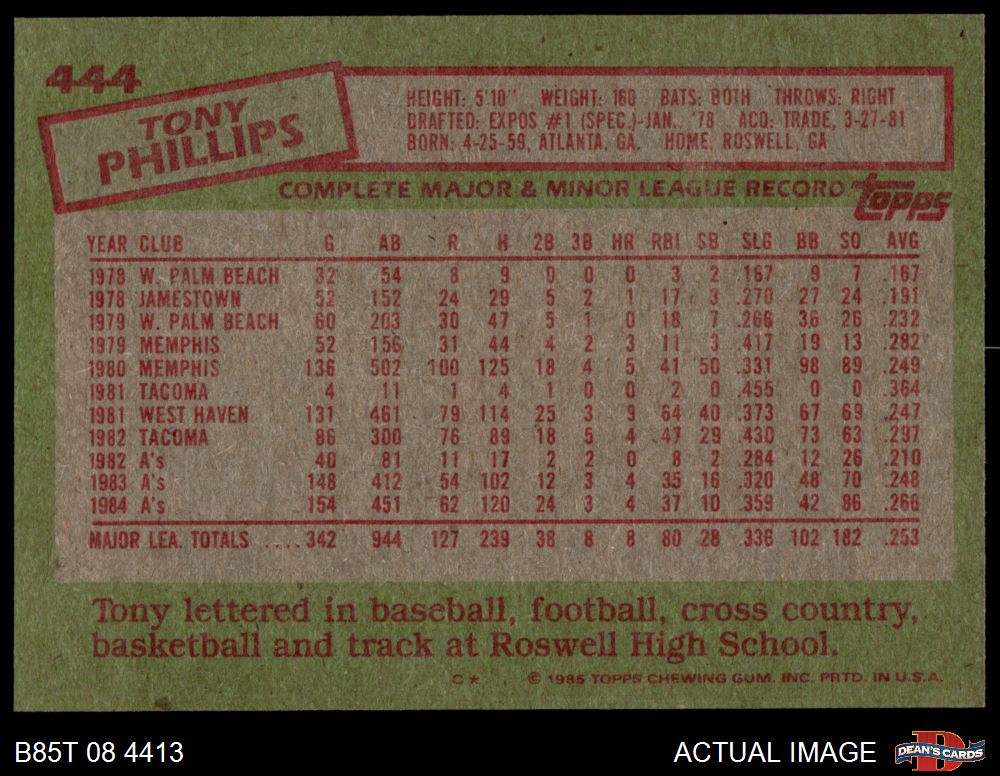 444
TONY
PHILLIPS
HEIGHT: 5'10" WEIGHT: 160 BATS: BOTH THROWS: RIGHT
DRAFTED: EXPOS #1 (SPEC.)-JAN., '78 ACQ: TRADE, 3-27-81
BORN: 4-25-59, ATLANTA, GA. HOME: ROSWELL, GA
COMPLETE MAJOR & MINOR LEAGUE RECORD topps
YEAR CLUB G AB R H 2B 3B HR RBI SB SLG BB SO AVG
1978 W. PALM BEACH 32 54 8 9 0 0 0 3 2 .167 9 7 .167
1978 JAMESTOWN 52 152 24 29 5 2 1 17 3 .270 27 24 .191
1979 W. PALM BEACH 60 203 30 47 5 1 0 18 7 .266 36 26 .232
1979 MEMPHIS 52 156 31 44 4 2 3 11 3 .417 19 13 .282
1980 MEMPHIS 136 502 100 125 18 4 5 41 50 .331 98 89 .249
1981 TACOMA 4 11 1 4 1 0 0 2 0 .455 0 0 .364
1981 WEST HAVEN 131 461 79 114 25 3 9 64 40 .373 67 69 .247
1982 TACOMA 86 300 76 89 18 5 4 47 29 .430 73 63 .297
1982 A's 40 81 11 17 2 2 0 8 2 .284 12 26 .210
1983 A's 148 412 54 102 12 3 4 35 16 .320 48 70 .248
1984 A's 154 451 62 120 24 3 4 37 10 .359 42 86 .266
MAJOR LEA. TOTALS .... 342 944 127 239 38 8 8 80 28 .336 102 182 .253
Tony lettered in baseball, football, cross country,
basketball and track at Roswell High School.
C* © 1985 TOPPS CHEWING GUM. INC. PRTD. IN U.S.A.
B85T 08 4413 ACTUAL IMAGE DEAN'S CARDS